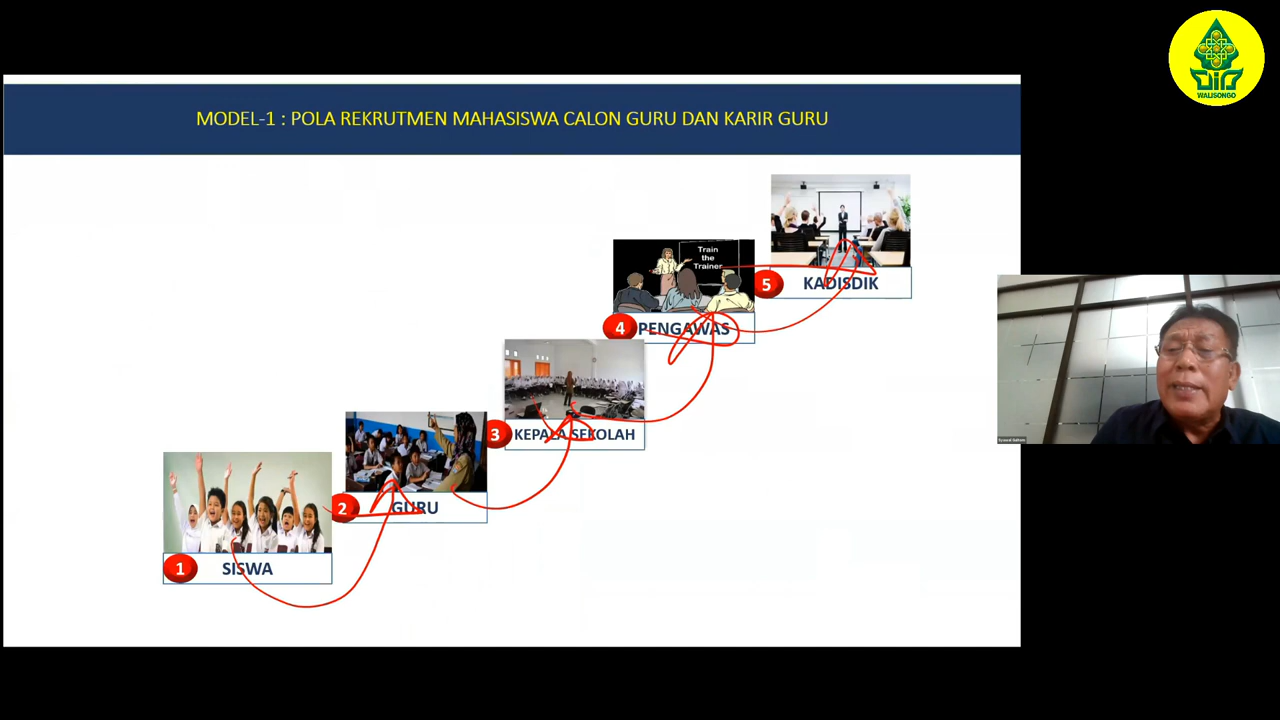 WALISONGO
MODEL-1 : POLA REKRUTMEN MAHASISWA CALON GURU DAN KARIR GURU
5 KADISDIK
Train
the
Trainer
4 PENGAWAS
3 KEPALA SEKOLAH
2 GURU
1 SISWA